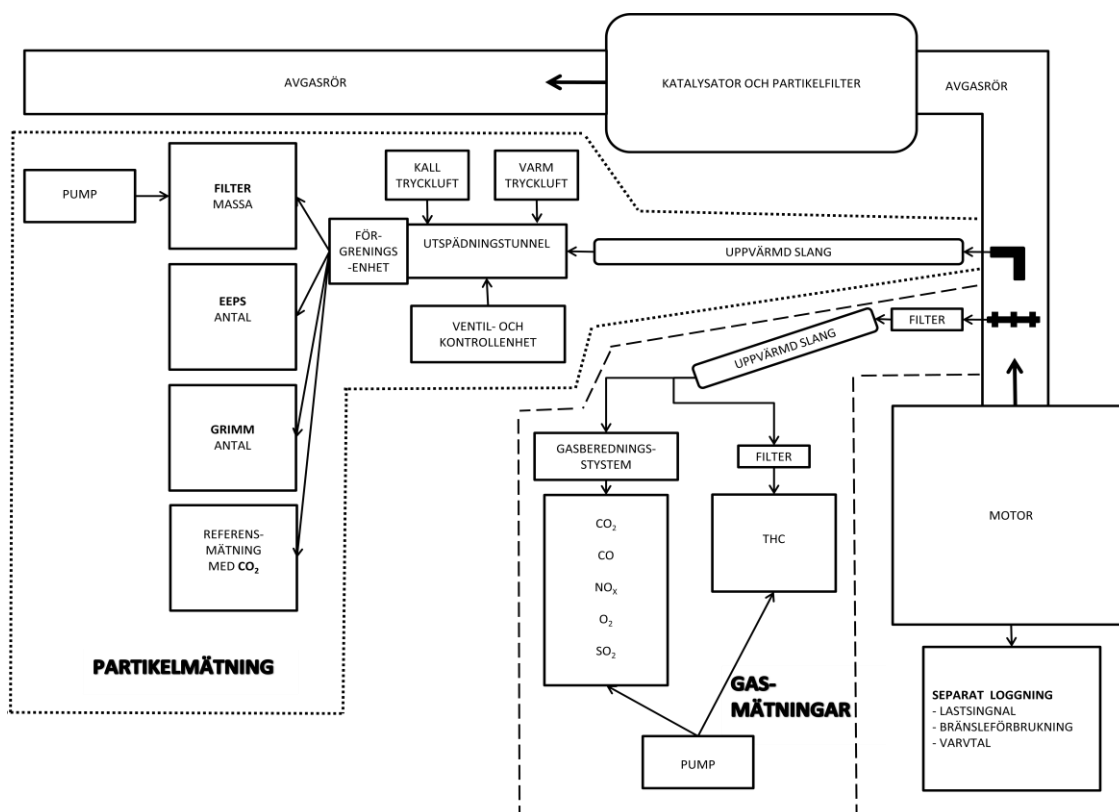 AVGASRÖR
KATALYSATOR OCH PARTIKELFILTER
AVGASRÖR
PUMP
FILTER
MASSA
KALL
TRYCKLUFT
VARM
TRYCKLUFT
FÖR-
GRENINGS
-ENHET
UTSPÄDNINGSTUNNEL
UPPVÄRMD SLANG
EEPS
ANTAL
VENTIL- OCH
KONTROLLENHET
FILTER
UPPVÄRMD SLANG
GRIMM
ANTAL
GASBEREDNINGS-
STYSTEM
FILTER
REFERENS-
MÄTNING
MED CO₂
CO₂
CO
NOₓ
O₂
SO₂
THC
MOTOR
PARTIKELMÄTNING
GAS-
MÄTNINGAR
PUMP
SEPARAT LOGGNING
- LASTSINGNAL
- BRÄNSLEFÖRBRUKNING
- VARVTAL